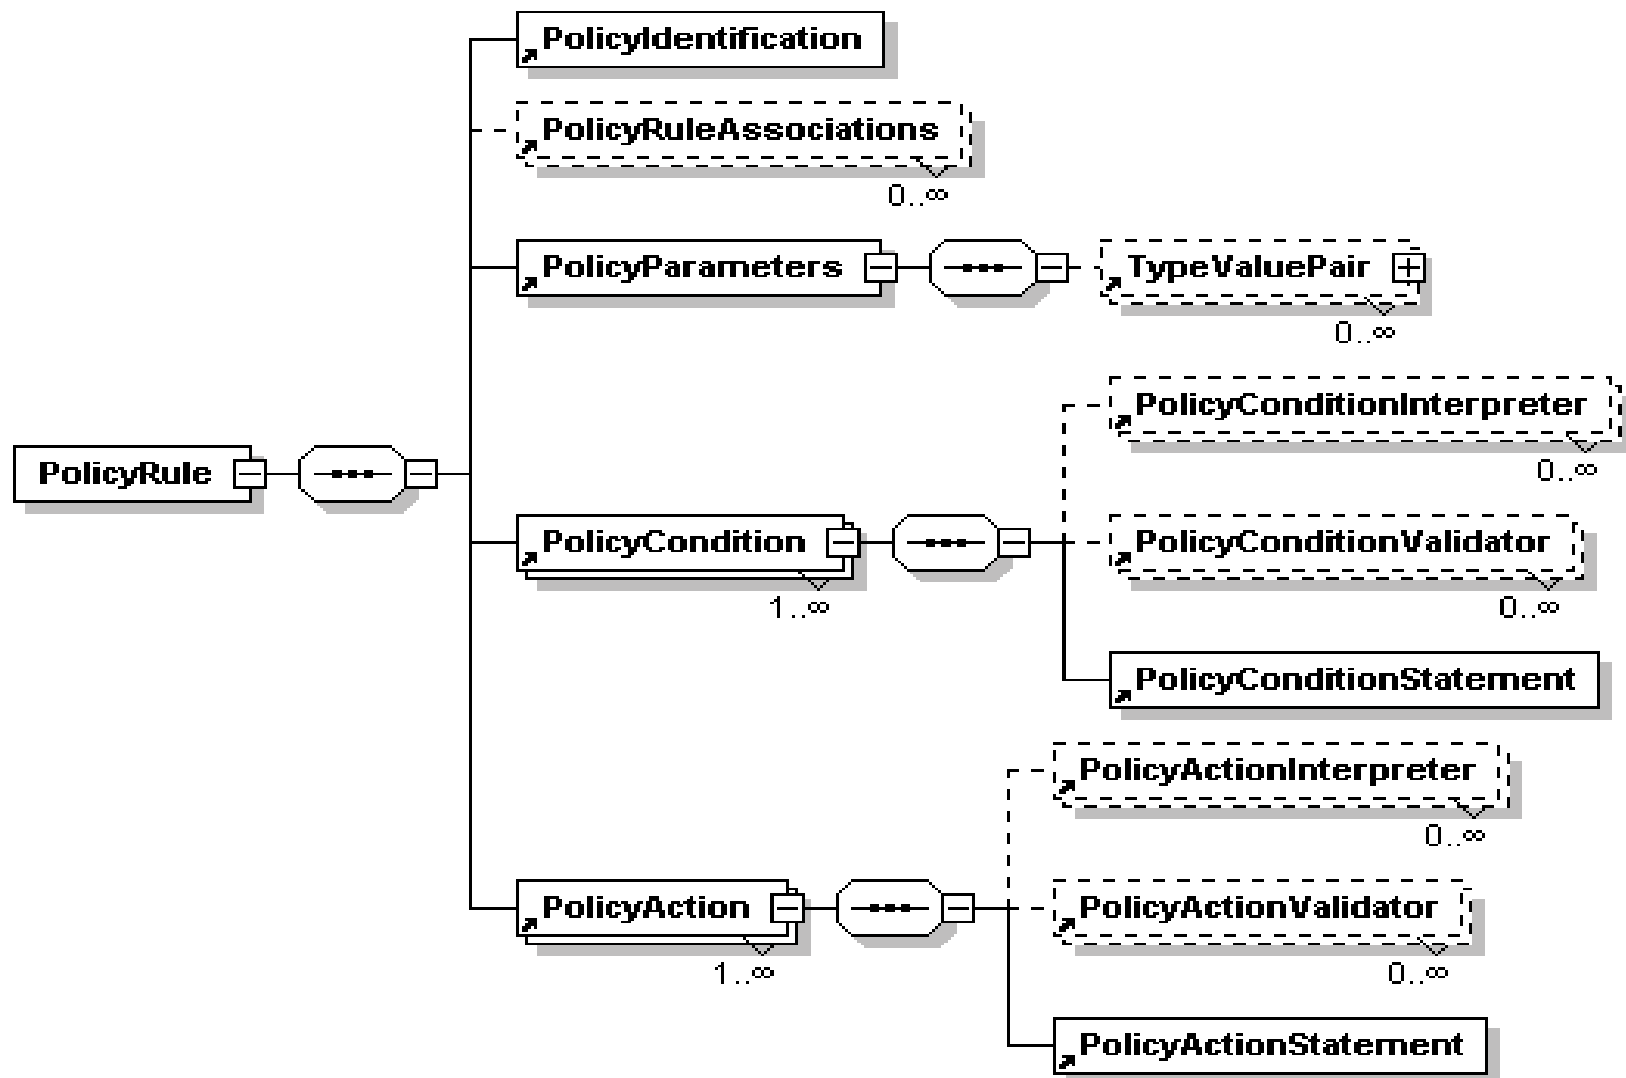 PolicyIdentification
PolicyRuleAssociations
0..∞
PolicyParameters
TypeValuePair
0..∞
PolicyConditionInterpreter
0..∞
PolicyRule
PolicyCondition
1..∞
PolicyConditionValidator
0..∞
PolicyConditionStatement
PolicyActionInterpreter
0..∞
PolicyAction
1..∞
PolicyActionValidator
0..∞
PolicyActionStatement